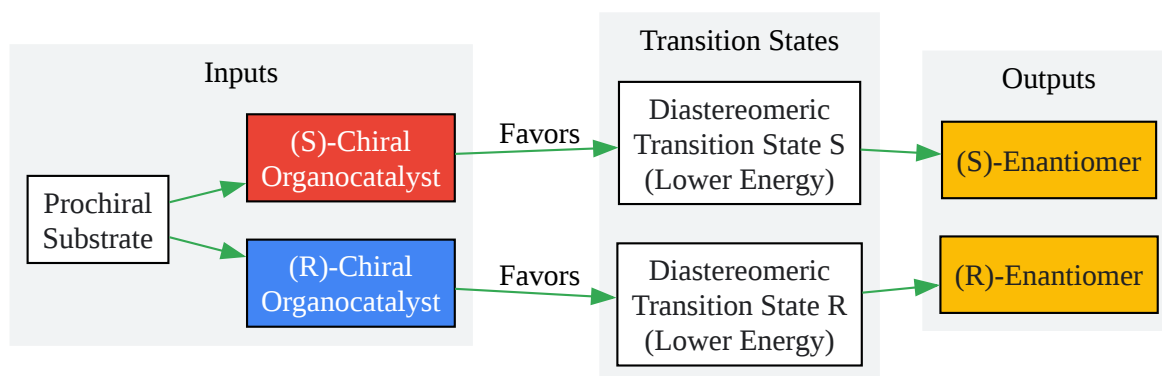 Inputs
Prochiral
Substrate
(S)-Chiral
Organocatalyst
(R)-Chiral
Organocatalyst
Favors
Favors
Transition States
Diastereomeric
Transition State S
(Lower Energy)
Diastereomeric
Transition State R
(Lower Energy)
Outputs
(S)-Enantiomer
(R)-Enantiomer